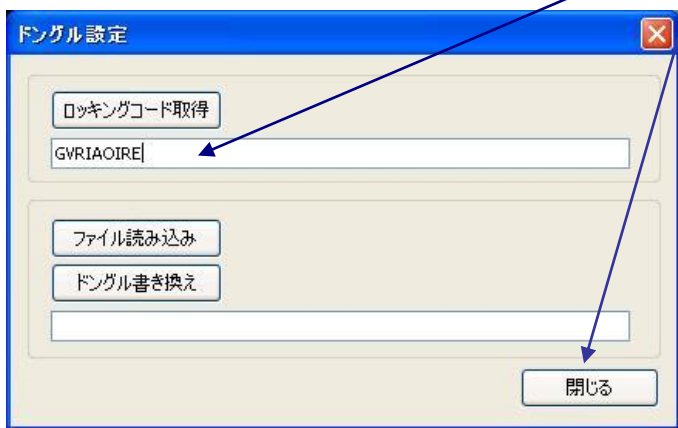 ドングル設定
ロッキングコード取得
GVRIAOIRE
ファイル読み込み
ドングル書き換え
閉じる